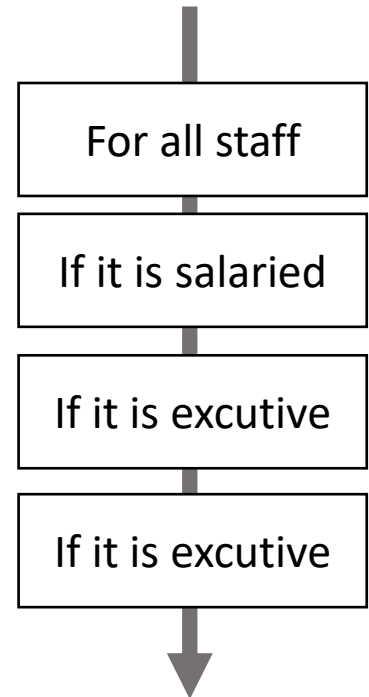 For all staff
If it is salaried
If it is excutive
If it is excutive